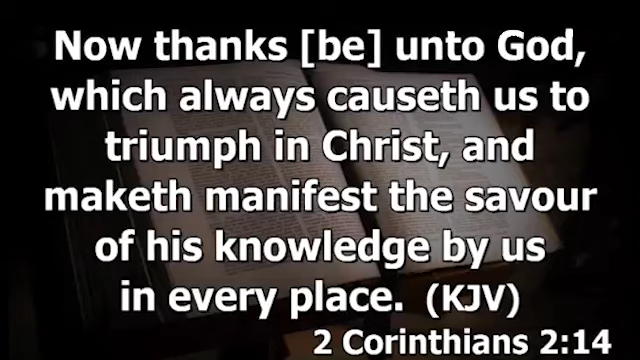 Now thanks [be] unto God,
which always causeth us to
triumph in Christ, and
maketh manifest the savour
of his knowledge by us
in every place. (KJV)
2 Corinthians 2:14